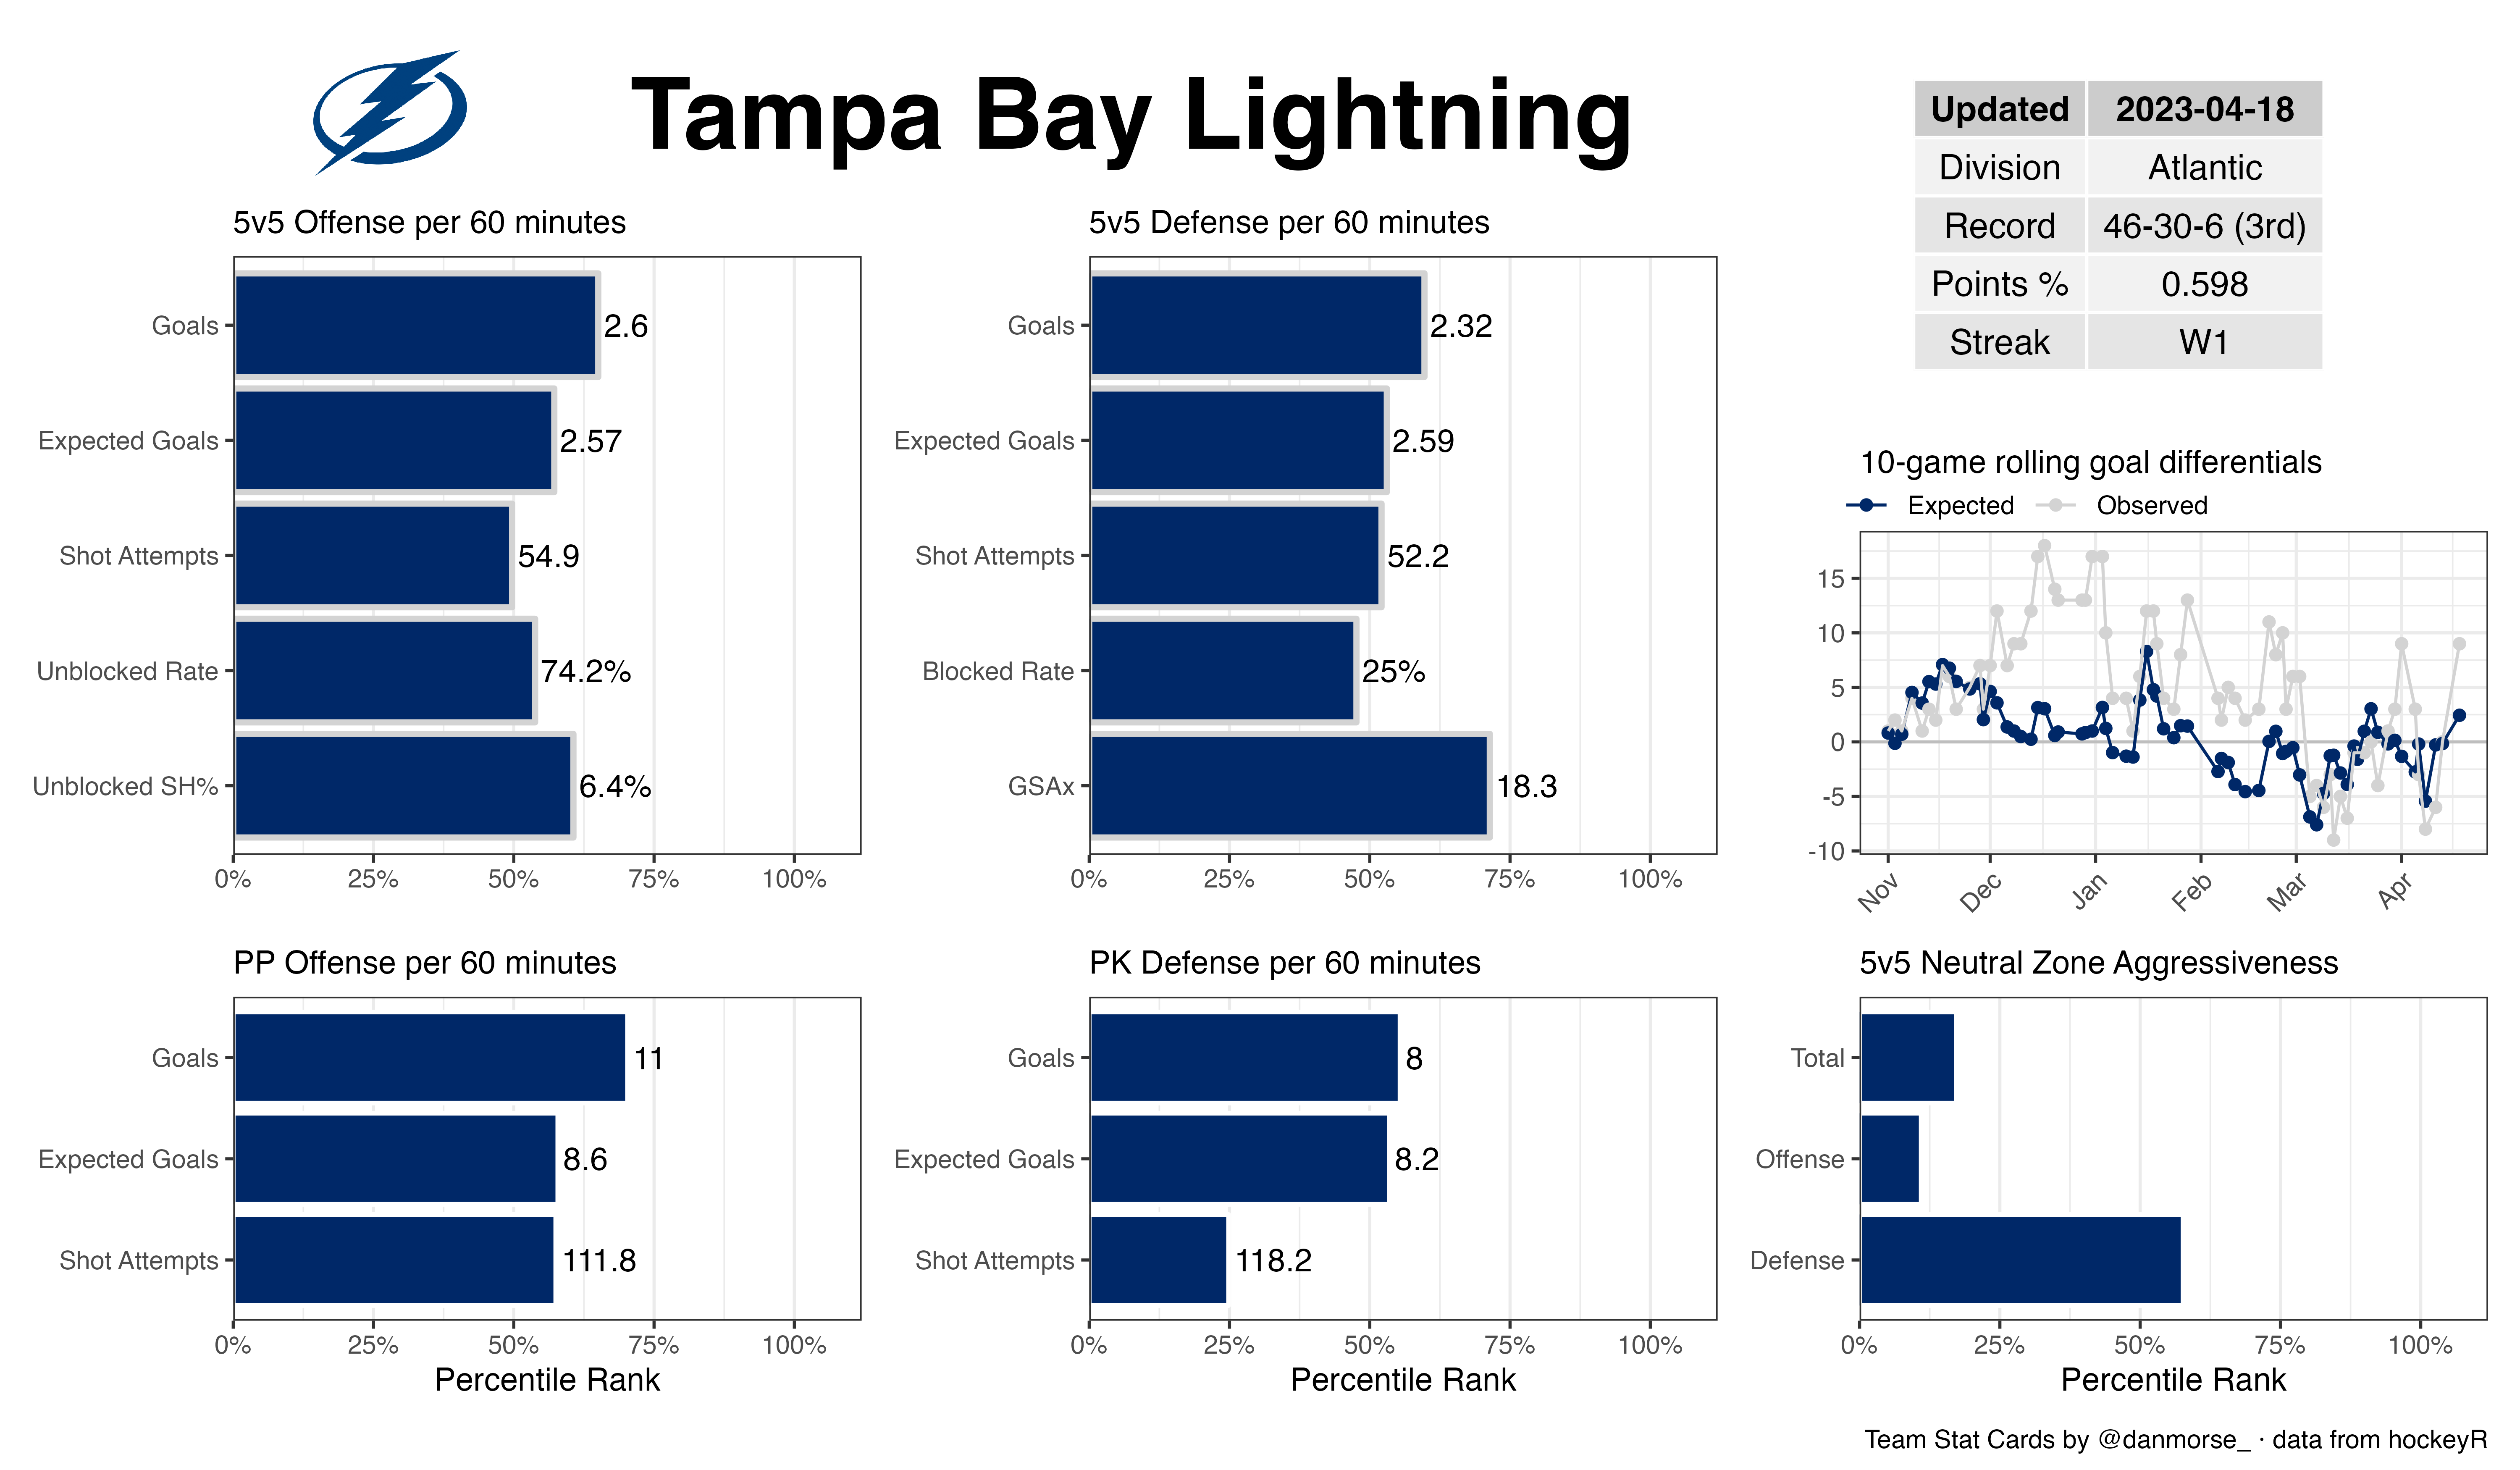 Tampa Bay Lightning
Updated 2023-04-18
Division Atlantic
Record 46-30-6 (3rd)
Points % 0.598
Streak W1
5v5 Offense per 60 minutes
Goals 2.6
Expected Goals 2.57
Shot Attempts 54.9
Unblocked Rate 74.2%
Unblocked SH% 6.4%
0% 25% 50% 75% 100%
5v5 Defense per 60 minutes
Goals 2.32
Expected Goals 2.59
Shot Attempts 52.2
Blocked Rate 25%
GSAx 18.3
0% 25% 50% 75% 100%
10-game rolling goal differentials
Expected Observed
15
10
5
0
-5
-10
Nov Dec Jan Feb Mar Apr
PP Offense per 60 minutes
Goals 11
Expected Goals 8.6
Shot Attempts 111.8
0% 25% 50% 75% 100%
Percentile Rank
PK Defense per 60 minutes
Goals 8
Expected Goals 8.2
Shot Attempts 118.2
0% 25% 50% 75% 100%
Percentile Rank
5v5 Neutral Zone Aggressiveness
Total
Offense
Defense
0% 25% 50% 75% 100%
Percentile Rank
Team Stat Cards by @danmorse_ · data from hockeyR